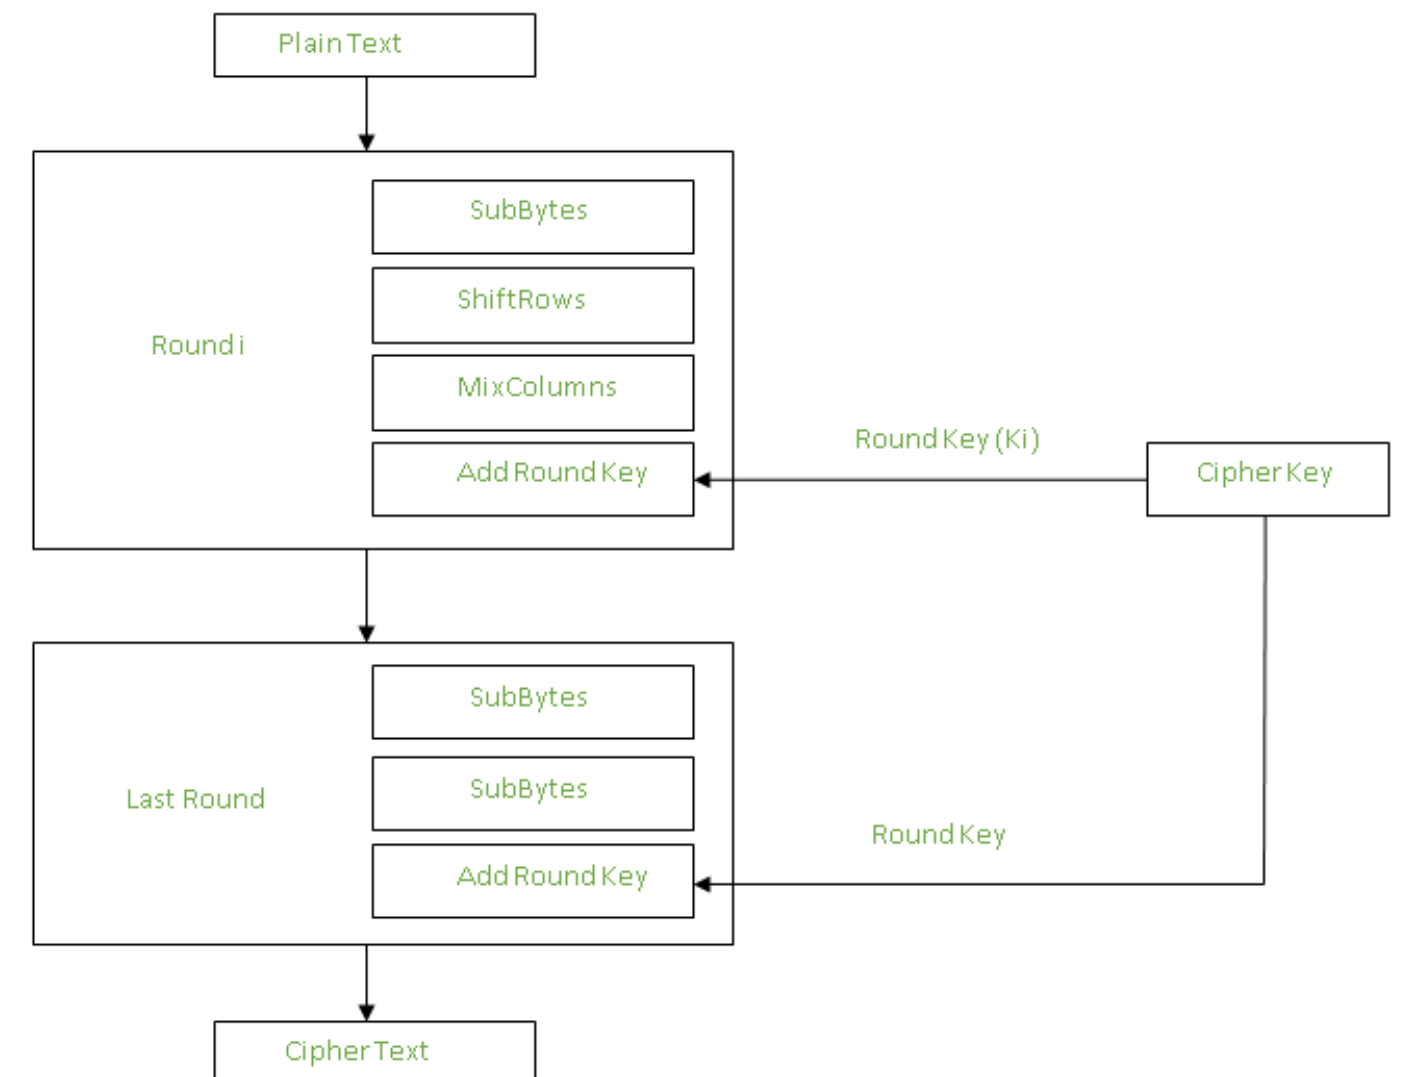 Plain Text
SubBytes
ShiftRows
Round i
MixColumns
Round Key (Ki)
Add Round Key
Cipher Key
SubBytes
SubBytes
Last Round
Round Key
Add Round Key
Cipher Text